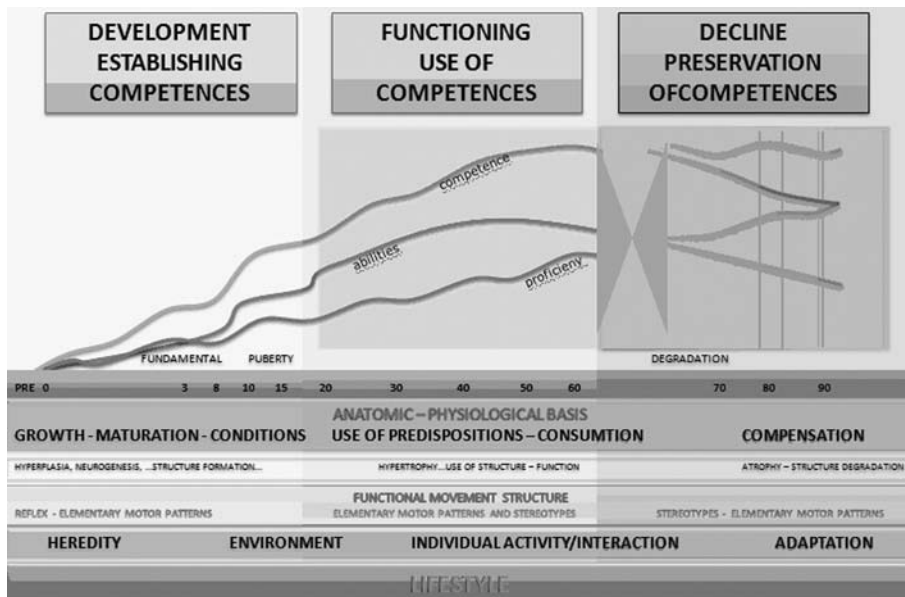 DEVELOPMENT
ESTABLISHING
COMPETENCES
FUNCTIONING
USE OF
COMPETENCES
DECLINE
PRESERVATION
OFCOMPETENCES
competence
abilities
proficieny
FUNDAMENTAL PUBERTY DEGRADATION
PRE 0 3 8 10 15 20 30 40 50 60 70 80 90
ANATOMIC – PHYSIOLOGICAL BASIS
GROWTH - MATURATION - CONDITIONS USE OF PREDISPOSITIONS – CONSUMTION COMPENSATION
HYPERPLASIA, NEUROGENESIS, ...STRUCTURE FORMATION... HYPERTROPHY...USE OF STRUCTURE – FUNCTION ATROPHY – STRUCTURE DEGRADATION
FUNCTIONAL MOVEMENT STRUCTURE
REFLEX - ELEMENTARY MOTOR PATTERNS ELEMENTARY MOTOR PATTERNS AND STEREOTYPES STEREOTYPES - ELEMENTARY MOTOR PATTERNS
HEREDITY ENVIRONMENT INDIVIDUAL ACTIVITY/INTERACTION ADAPTATION
LIFESTYLE